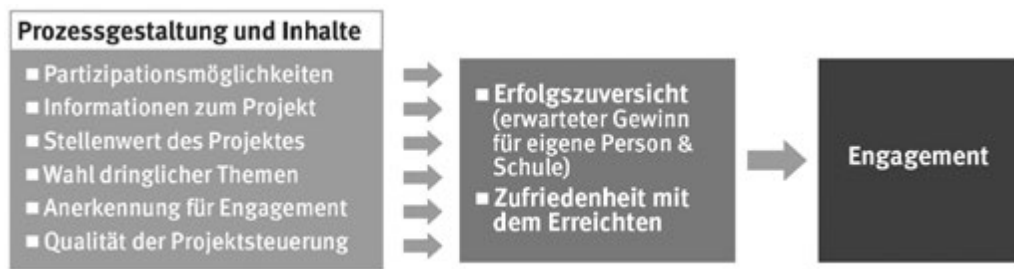 Prozessgestaltung und Inhalte
■ Partizipationsmöglichkeiten
■ Informationen zum Projekt
■ Stellenwert des Projektes
■ Wahl dringlicher Themen
■ Anerkennung für Engagement
■ Qualität der Projektsteuerung
■ Erfolgszuversicht
(erwarteter Gewinn
für eigene Person &
Schule)
■ Zufriedenheit mit
dem Erreichten
Engagement